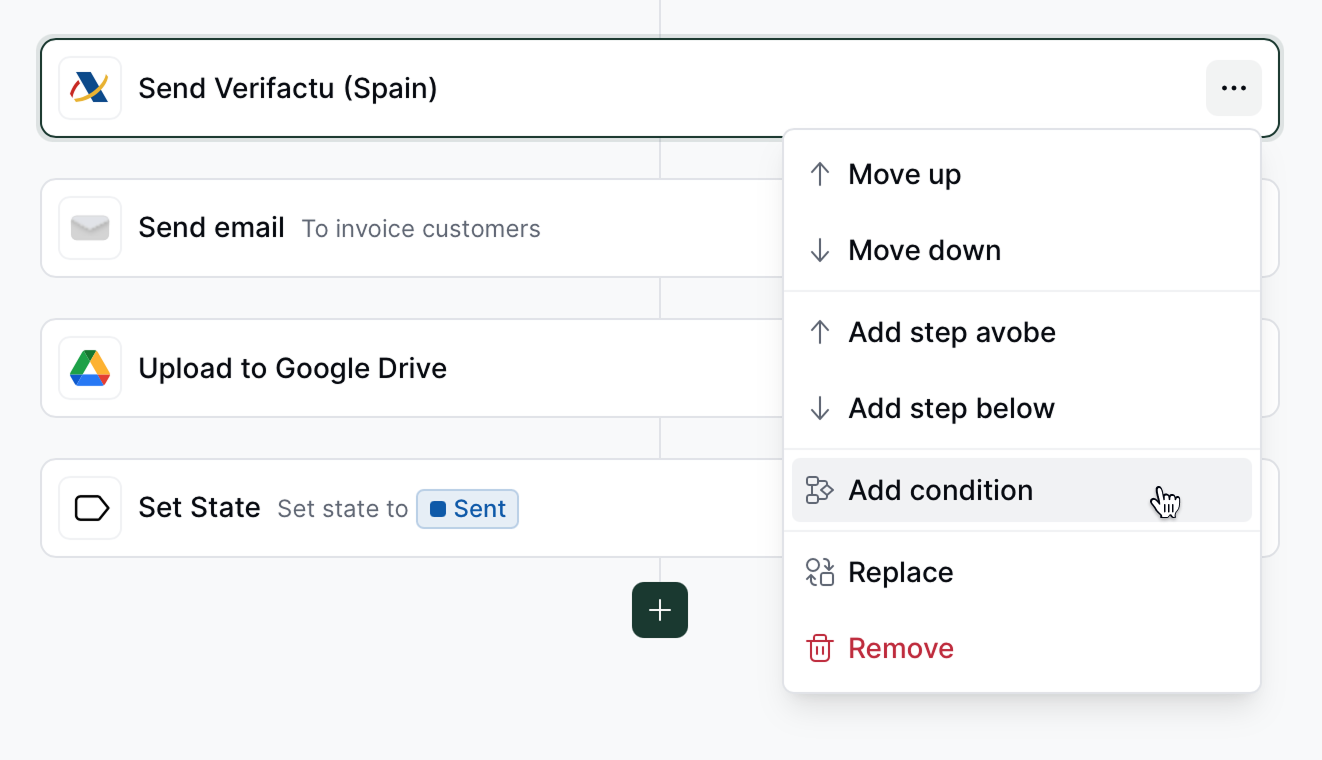 Send Verifactu (Spain)
Move up
Send email To invoice customers
Move down
Add step avobe
Upload to Google Drive
Add step below
Add condition
Set State Set state to Sent
Replace
Remove